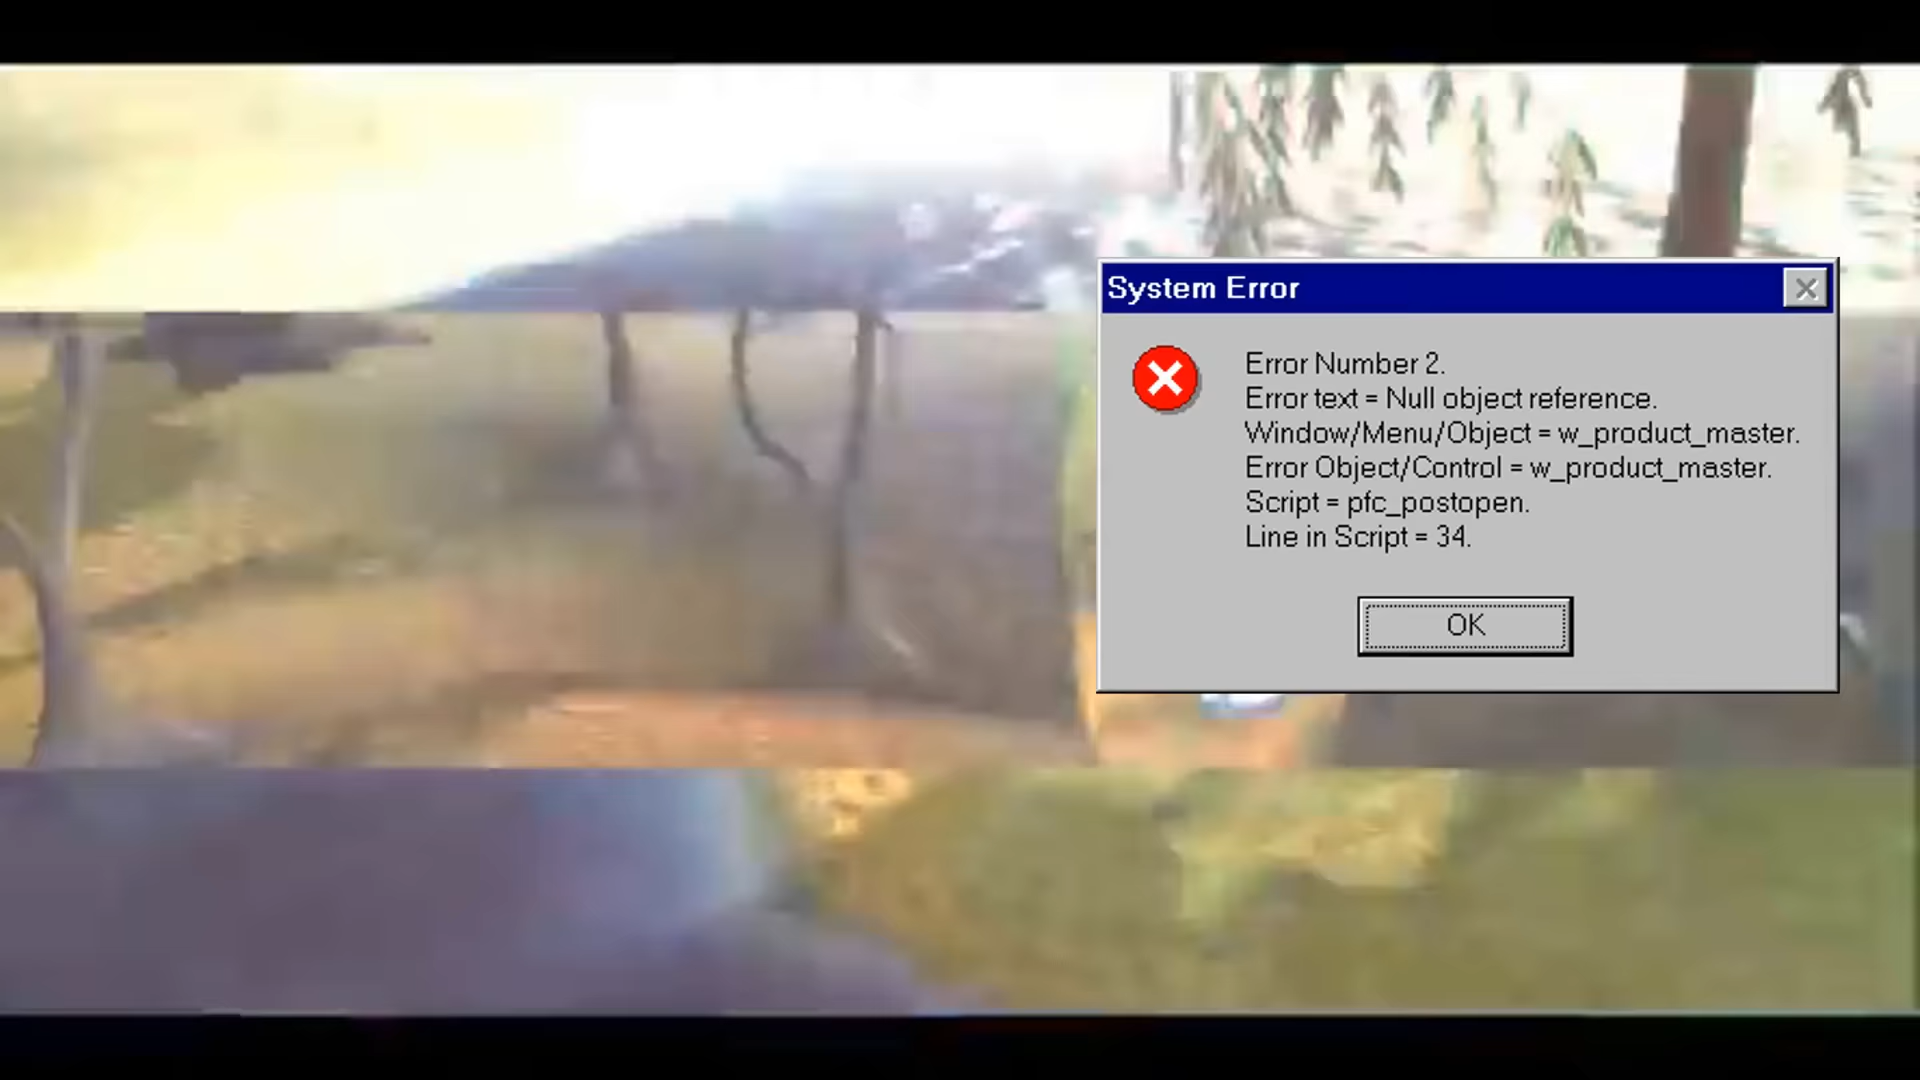 System Error
Error Number 2.
Error text = Null object reference.
Window/Menu/Object = w_product_master.
Error Object/Control = w_product_master.
Script = pfc_postopen.
Line in Script = 34.
OK